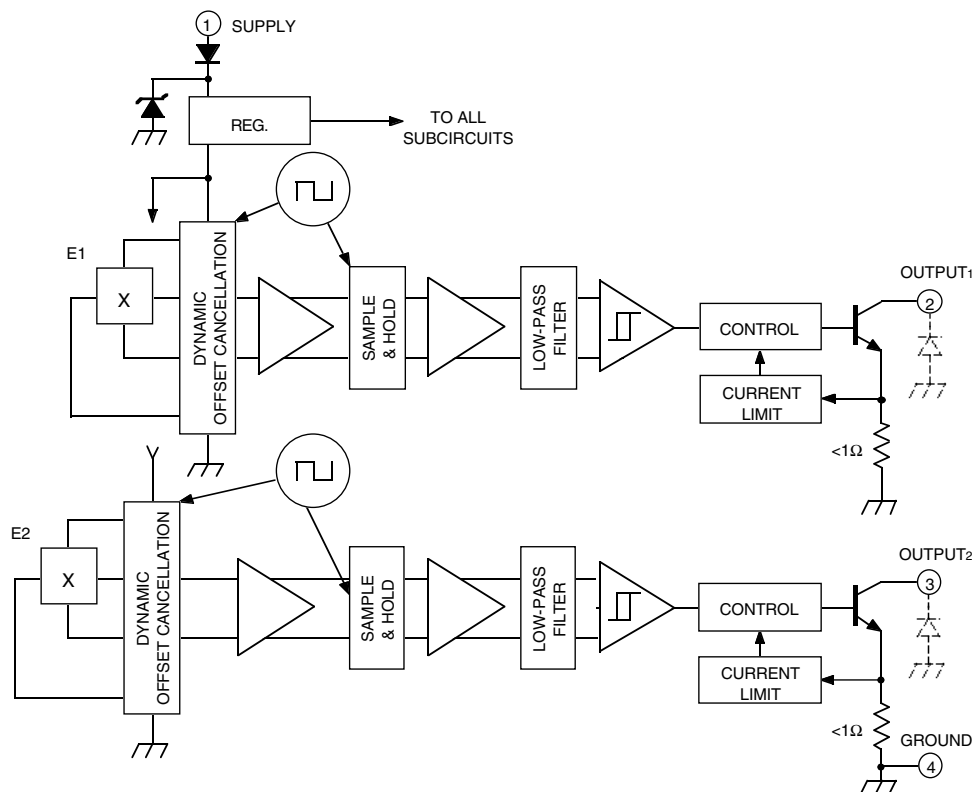 1 SUPPLY
REG.
TO ALL
SUBCIRCUITS
E1
X
DYNAMIC
OFFSET CANCELLATION
SAMPLE
& HOLD
LOW-PASS
FILTER
CONTROL
CURRENT
LIMIT
OUTPUT1
2
<1Ω
E2
X
DYNAMIC
OFFSET CANCELLATION
SAMPLE
& HOLD
LOW-PASS
FILTER
CONTROL
CURRENT
LIMIT
OUTPUT2
3
<1Ω
GROUND
4